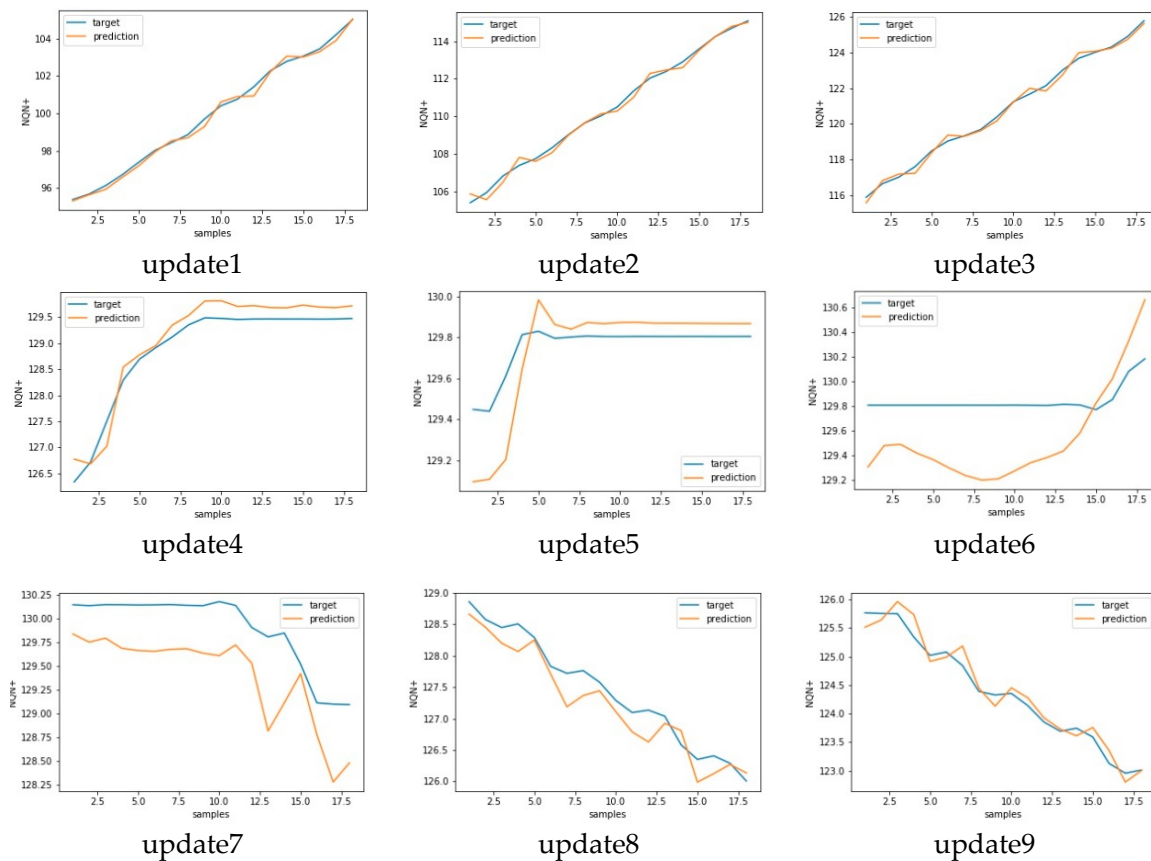 target
prediction
104
102
100
98
96
NQN+
2.5 5.0 7.5 10.0 12.5 15.0 17.5
samples
update1
target
prediction
114
112
110
108
106
NQN+
2.5 5.0 7.5 10.0 12.5 15.0 17.5
samples
update2
target
prediction
126
124
122
120
118
116
NQN+
2.5 5.0 7.5 10.0 12.5 15.0 17.5
samples
update3
target
prediction
129.5
129.0
128.5
128.0
127.5
127.0
126.5
NQN+
2.5 5.0 7.5 10.0 12.5 15.0 17.5
samples
update4
130.0
129.8
129.6
129.4
129.2
NQN+
target
prediction
2.5 5.0 7.5 10.0 12.5 15.0 17.5
samples
update5
target
prediction
130.6
130.4
130.2
130.0
129.8
129.6
129.4
129.2
NQN+
2.5 5.0 7.5 10.0 12.5 15.0 17.5
samples
update6
target
prediction
130.25
130.00
129.75
129.50
129.25
129.00
128.75
128.50
128.25
NQN+
2.5 5.0 7.5 10.0 12.5 15.0 17.5
samples
update7
target
prediction
129.0
128.5
128.0
127.5
127.0
126.5
126.0
NQN+
2.5 5.0 7.5 10.0 12.5 15.0 17.5
samples
update8
target
prediction
126.0
125.5
125.0
124.5
124.0
123.5
123.0
NQN+
2.5 5.0 7.5 10.0 12.5 15.0 17.5
samples
update9